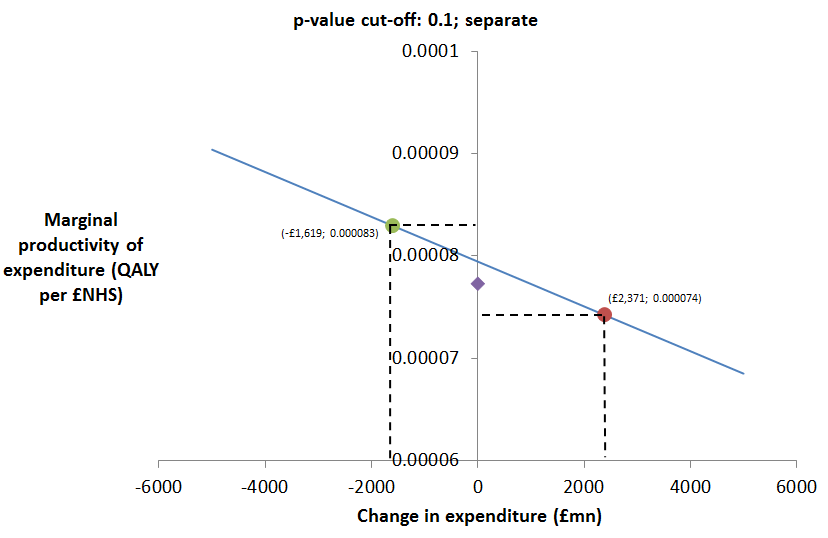 p-value cut-off: 0.1; separate
0.0001
0.00009
0.00008
0.00007
0.00006
Marginal
productivity of
expenditure (QALY
per £NHS)
(-£1,619; 0.000083)
(£2,371; 0.000074)
-6000
-4000
-2000
0
2000
4000
6000
Change in expenditure (£mn)